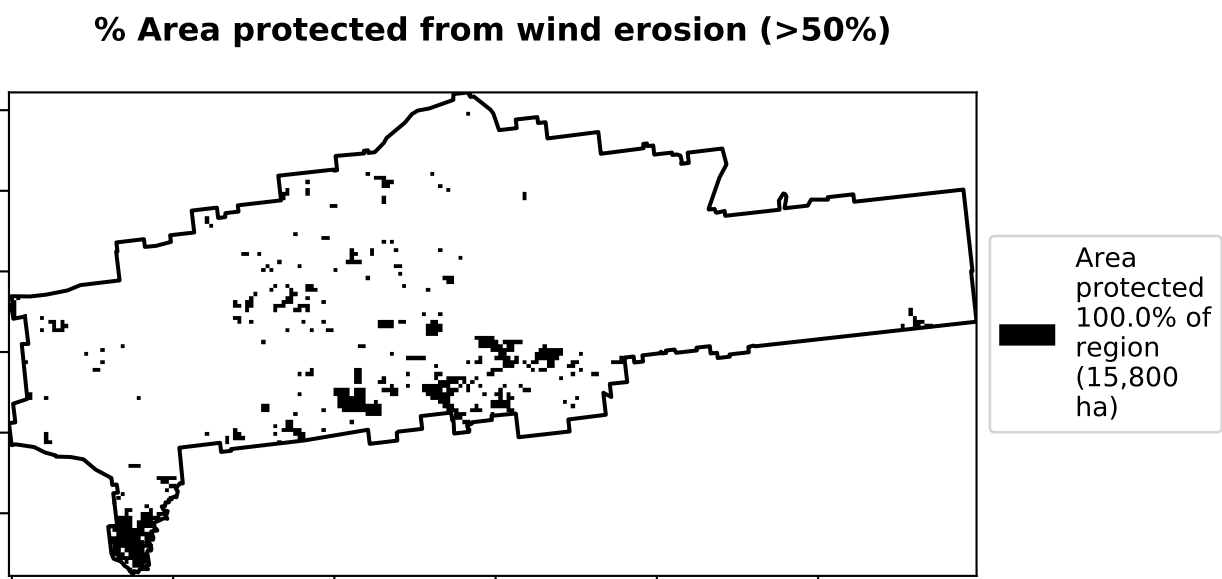 % Area protected from wind erosion (>50%)
Area
protected
100.0% of
region
(15,800
ha)